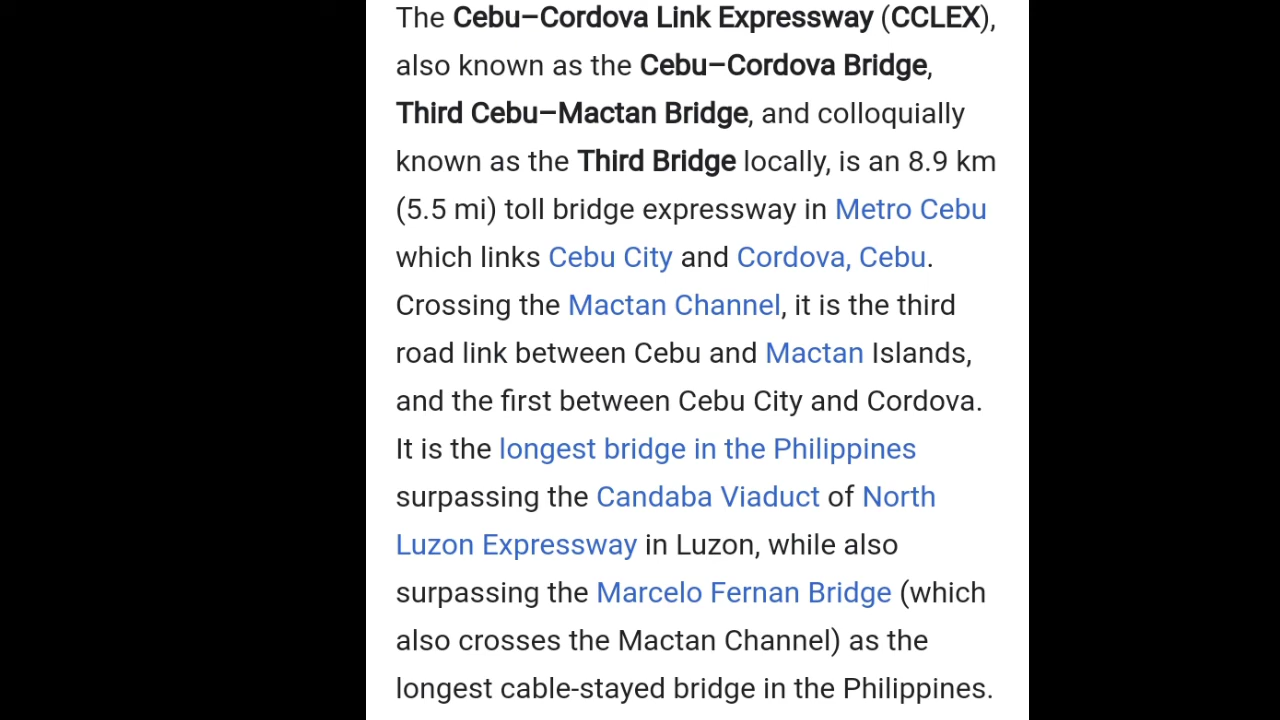 The Cebu–Cordova Link Expressway (CCLEX),
also known as the Cebu–Cordova Bridge,
Third Cebu–Mactan Bridge, and colloquially
known as the Third Bridge locally, is an 8.9 km
(5.5 mi) toll bridge expressway in Metro Cebu
which links Cebu City and Cordova, Cebu.
Crossing the Mactan Channel, it is the third
road link between Cebu and Mactan Islands,
and the first between Cebu City and Cordova.
It is the longest bridge in the Philippines
surpassing the Candaba Viaduct of North
Luzon Expressway in Luzon, while also
surpassing the Marcelo Fernan Bridge (which
also crosses the Mactan Channel) as the
longest cable-stayed bridge in the Philippines.